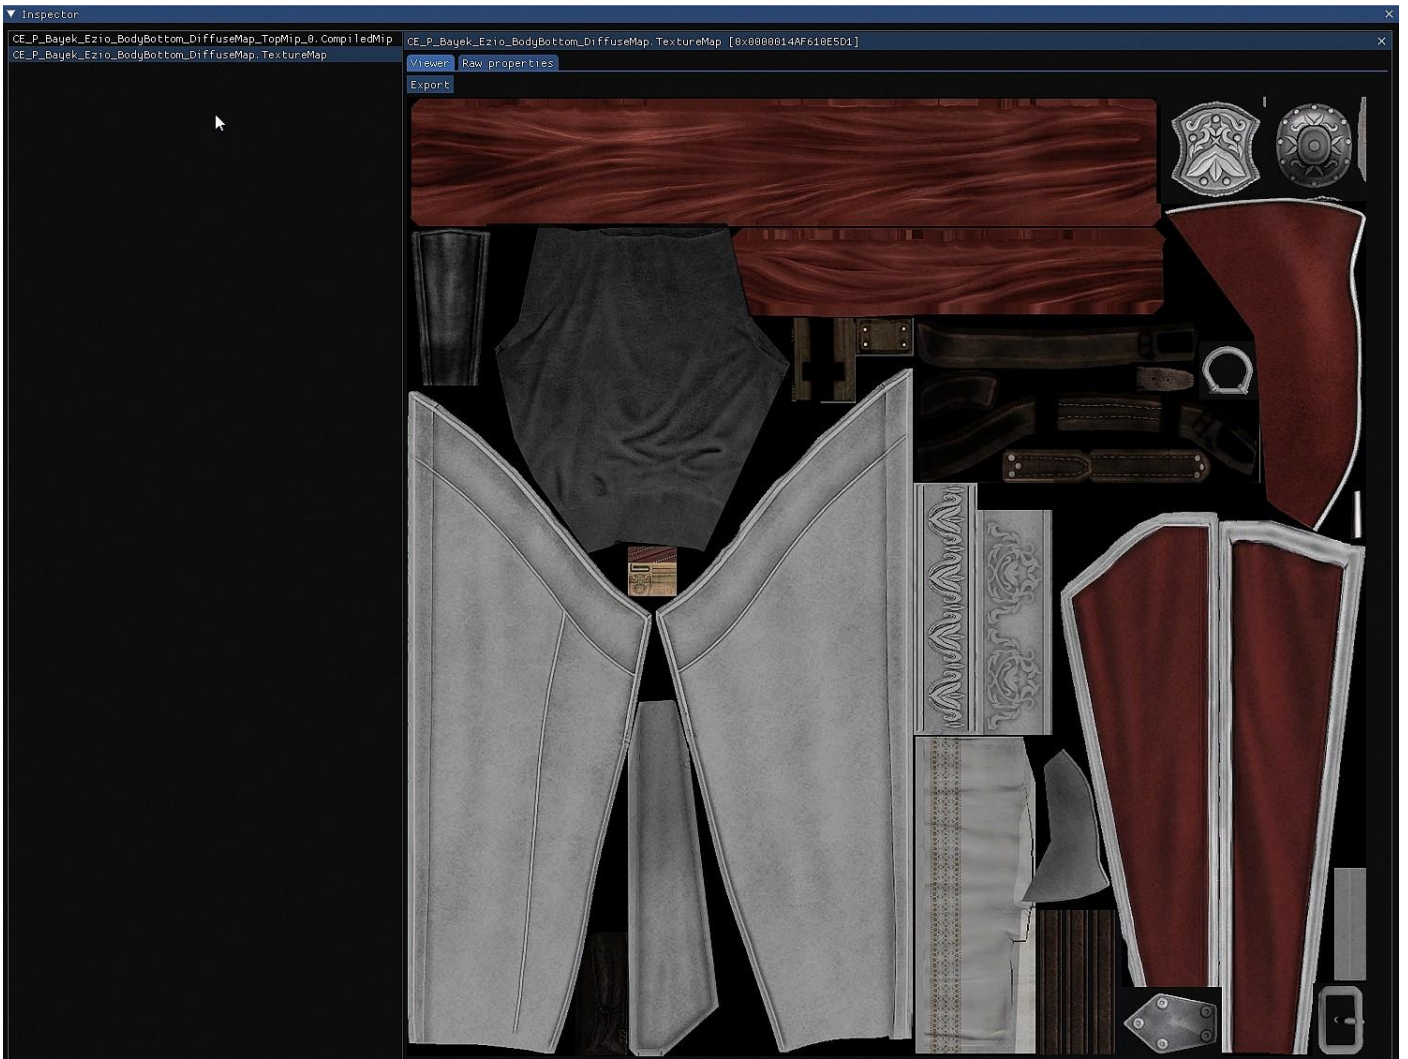 Inspector
CE_P_Bayek_Ezio_BodyBottom_DiffuseMap_TopMip_0.CompiledMip
CE_P_Bayek_Ezio_BodyBottom_DiffuseMap.TextureMap
CE_P_Bayek_Ezio_BodyBottom_DiffuseMap.TextureMap [0x0000014AF610E5D1]
Viewer Raw properties
Export